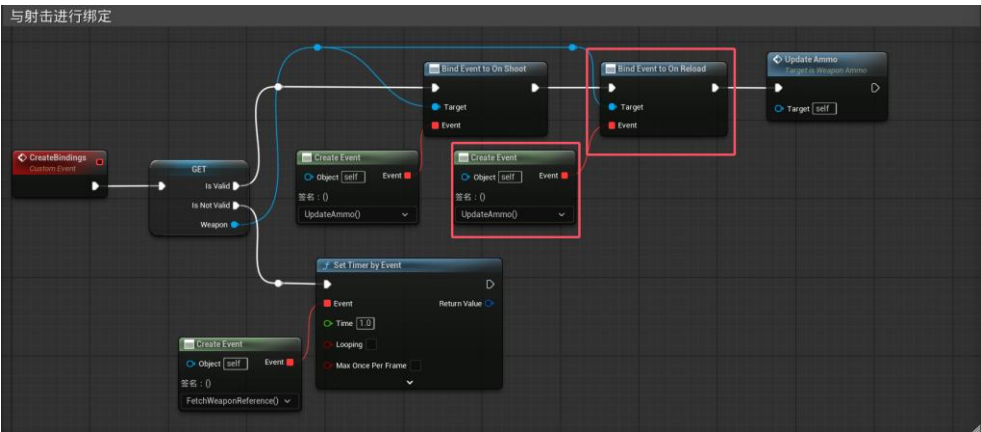 与射击进行绑定
Update Ammo
Target is Weapon Ammo
Target self
Bind Event to On Shoot
Target
Event
Bind Event to On Reload
Target
Event
CreateBindings
Custom Event
GET
Is Valid
Is Not Valid
Weapon
Create Event
Object self Event
签名：()
UpdateAmmo()
Create Event
Object self Event
签名：()
UpdateAmmo()
Set Timer by Event
Event Return Value
Time 1.0
Looping
Max Once Per Frame
Create Event
Object self Event
签名：()
FetchWeaponReference()